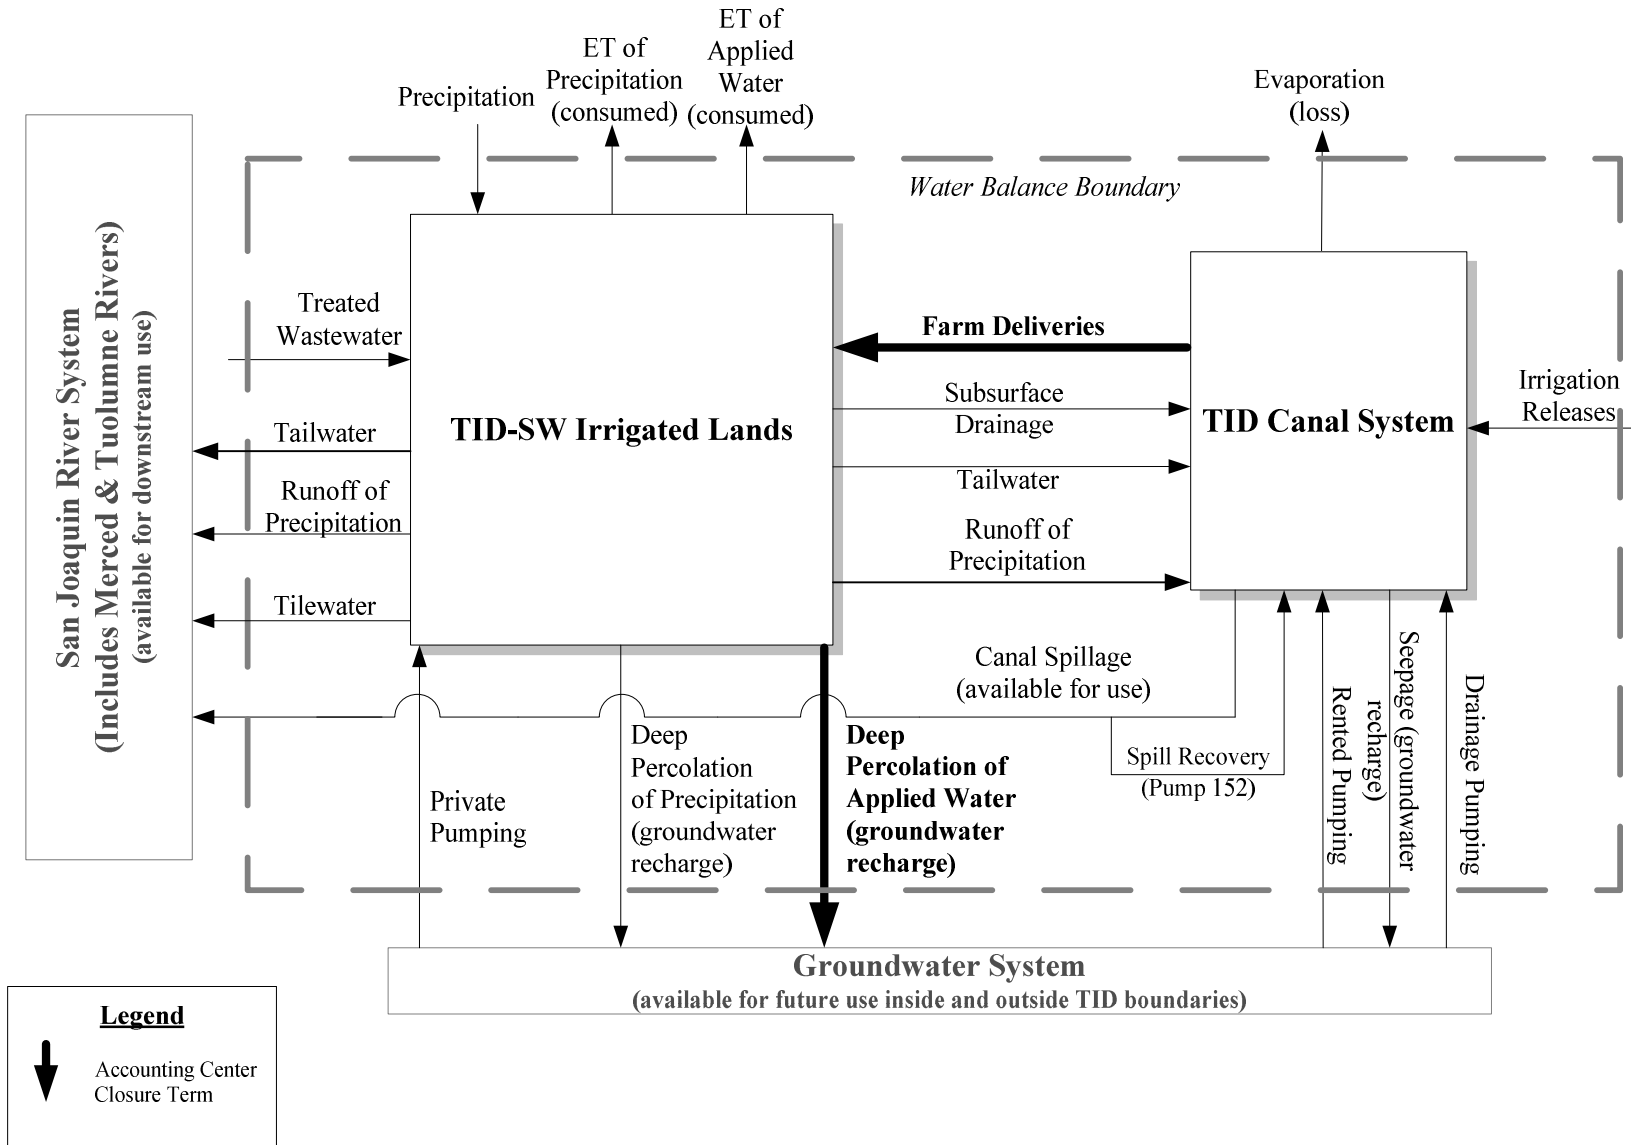 ET of
Applied
Water
(consumed)
ET of
Precipitation
(consumed)
Precipitation
Evaporation
(loss)
Water Balance Boundary
San Joaquin River System
(Includes Merced & Tuolumne Rivers)
(available for downstream use)
Treated
Wastewater
Tailwater
Runoff of
Precipitation
Tilewater
TID-SW Irrigated Lands
Farm Deliveries
Subsurface
Drainage
Tailwater
Runoff of
Precipitation
TID Canal System
Irrigation
Releases
Canal Spillage
(available for use)
Spill Recovery
(Pump 152)
Private
Pumping
Deep
Percolation
of Precipitation
(groundwater
recharge)
Deep
Percolation of
Applied Water
(groundwater
recharge)
Rented Pumping
Seepage (groundwater
recharge)
Drainage Pumping
Groundwater System
(available for future use inside and outside TID boundaries)
Legend
Accounting Center
Closure Term